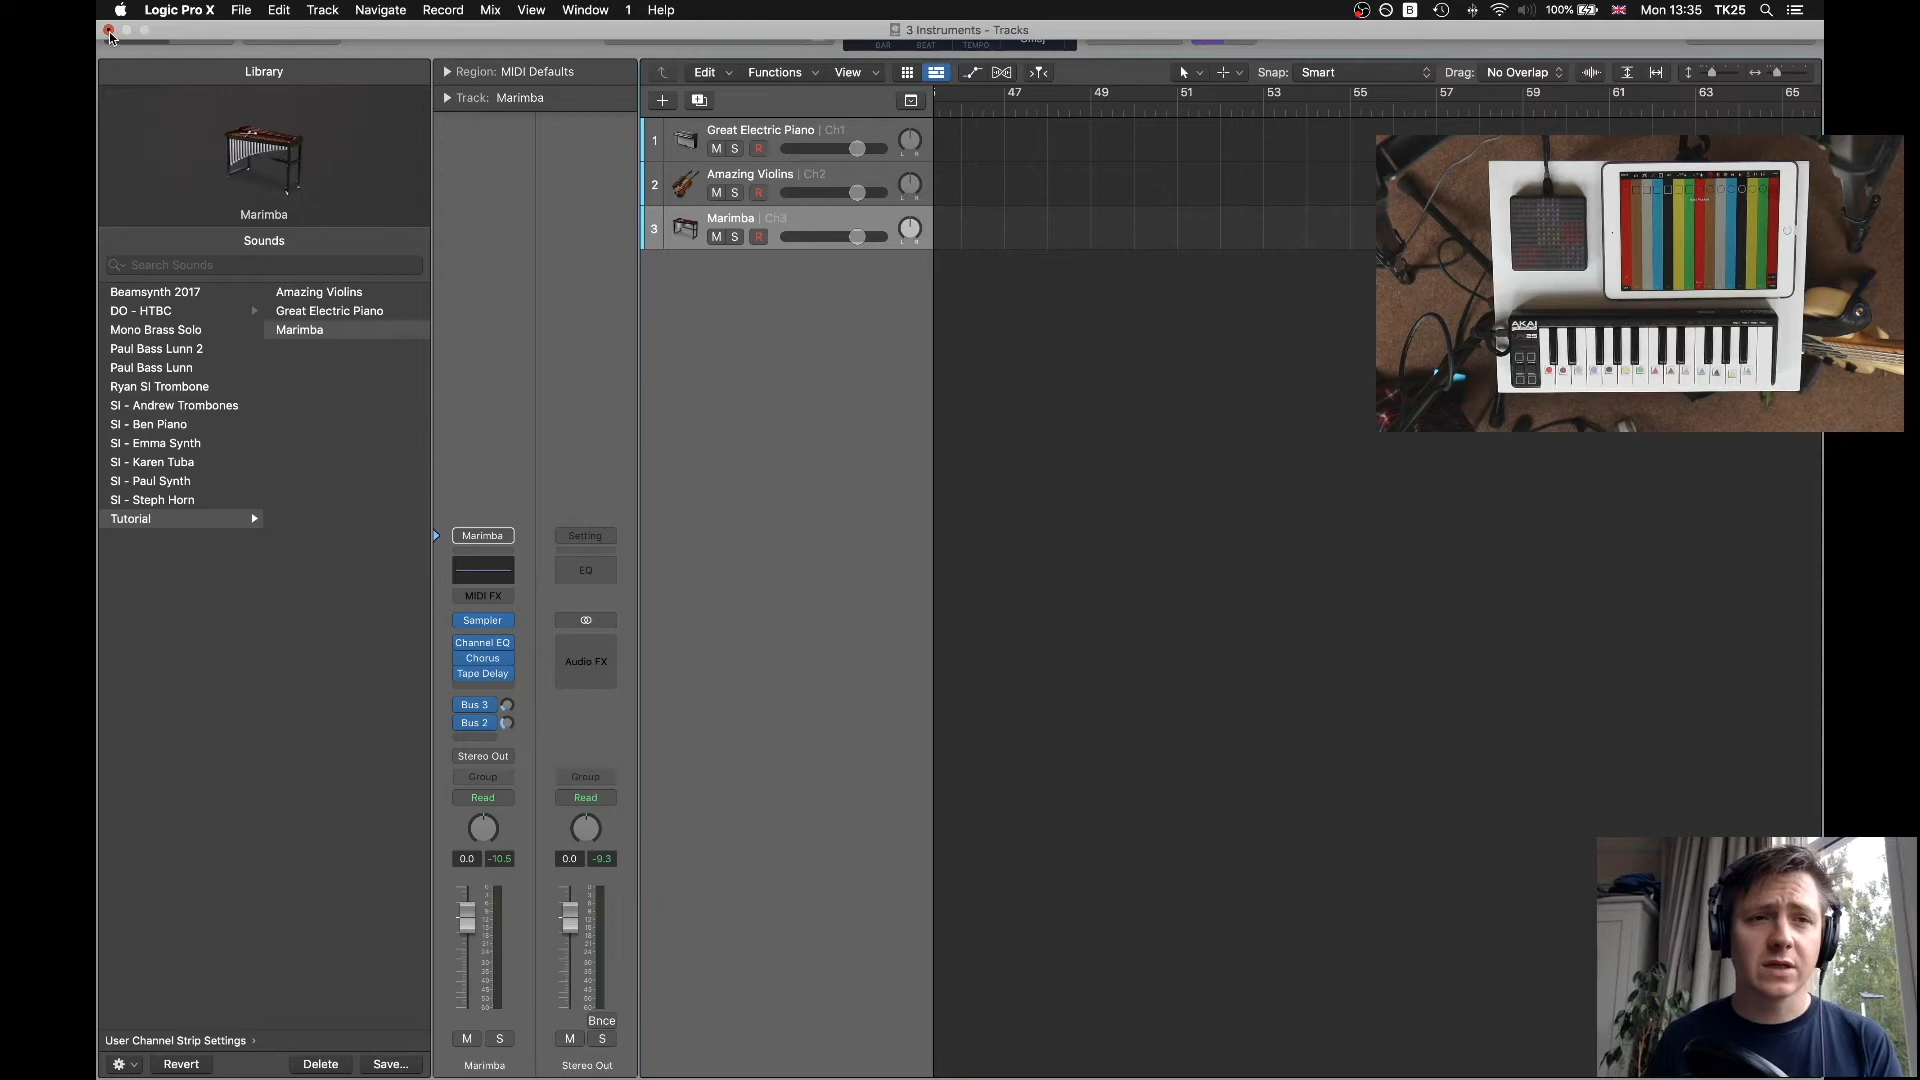 Logic Pro X File Edit Track Navigate Record Mix View Window 1 Help
B 100% Mon 13:35 TK25
3 Instruments - Tracks
BAR BEAT TEMPO
Library
Region: MIDI Defaults
Edit Functions View
Snap: Smart
Drag: No Overlap
Track: Marimba
47 49 51 53 55 57 59 61 63 65
1 Great Electric Piano | Ch1
M S R
L R
2 Amazing Violins | Ch2
M S R
L R
3 Marimba | Ch3
M S R
L R
Marimba
Sounds
Search Sounds
Beamsynth 2017
DO - HTBC
Mono Brass Solo
Paul Bass Lunn 2
Paul Bass Lunn
Ryan SI Trombone
SI - Andrew Trombones
SI - Ben Piano
SI - Emma Synth
SI - Karen Tuba
SI - Paul Synth
SI - Steph Horn
Tutorial
Amazing Violins
Great Electric Piano
Marimba
Marimba Setting
EQ
MIDI FX
Sampler
Channel EQ
Chorus
Tape Delay
Audio FX
Bus 3
Bus 2
Stereo Out
Group Group
Read Read
0.0 -10.5 0.0 -9.3
Bnce
M S M S
Marimba Stereo Out
User Channel Strip Settings
Revert Delete Save...
AKAI